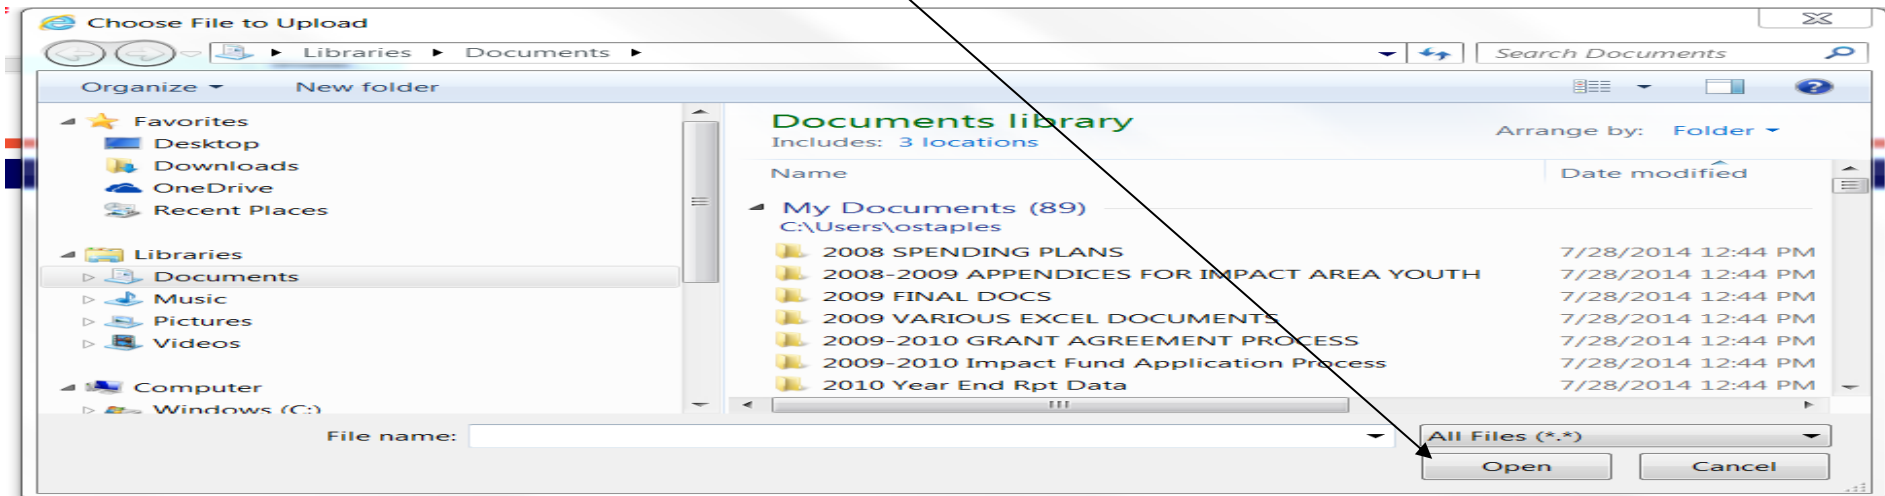 Choose File to Upload
Libraries Documents
Search Documents
Organize New folder
Favorites
Desktop
Downloads
OneDrive
Recent Places
Libraries
Documents
Music
Pictures
Videos
Computer
Windows (C:)
Documents library
Includes: 3 locations
Arrange by: Folder
Name Date modified
My Documents (89)
C:\Users\ostaples
2008 SPENDING PLANS 7/28/2014 12:44 PM
2008-2009 APPENDICES FOR IMPACT AREA YOUTH 7/28/2014 12:44 PM
2009 FINAL DOCS 7/28/2014 12:44 PM
2009 VARIOUS EXCEL DOCUMENTS 7/28/2014 12:44 PM
2009-2010 GRANT AGREEMENT PROCESS 7/28/2014 12:44 PM
2009-2010 Impact Fund Application Process 7/28/2014 12:44 PM
2010 Year End Rpt Data 7/28/2014 12:44 PM
File name:
All Files (*.*)
Open Cancel